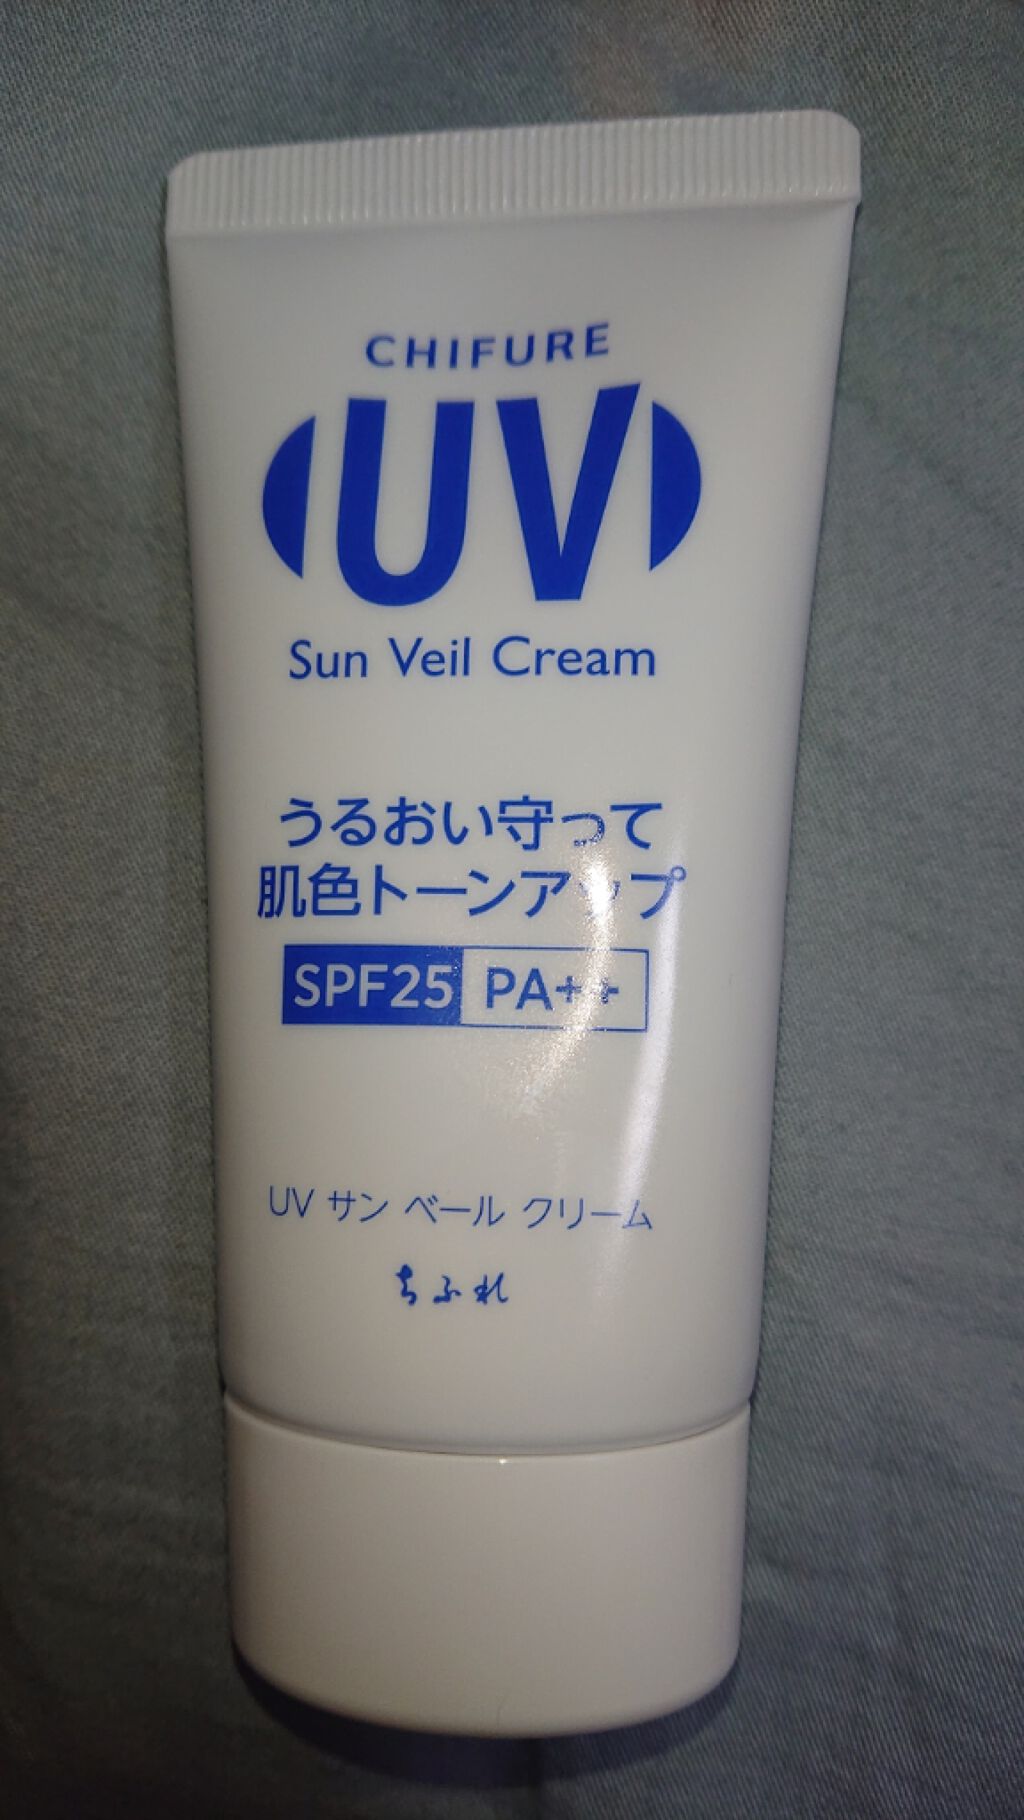 CHIFURE
UV
Sun Veil Cream
うるおい守って
肌色トーンアップ
SPF25 PA++
UV サン ベール クリーム
ちふれ